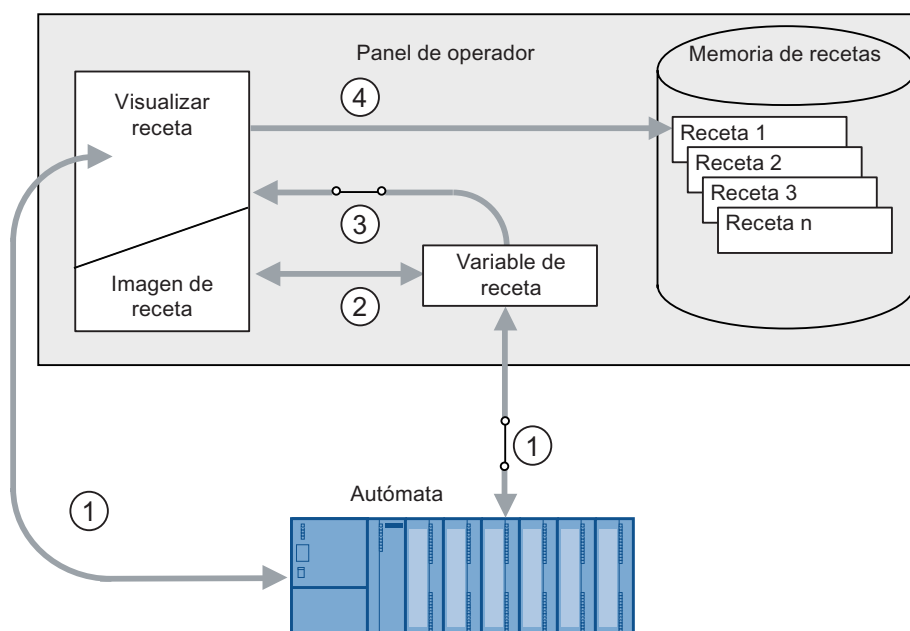 Panel de operador
Memoria de recetas
Visualizar
receta
4
Receta 1
Receta 2
Receta 3
Receta n
3
Variable de
receta
Imagen de
receta
2
1
Autómata
1